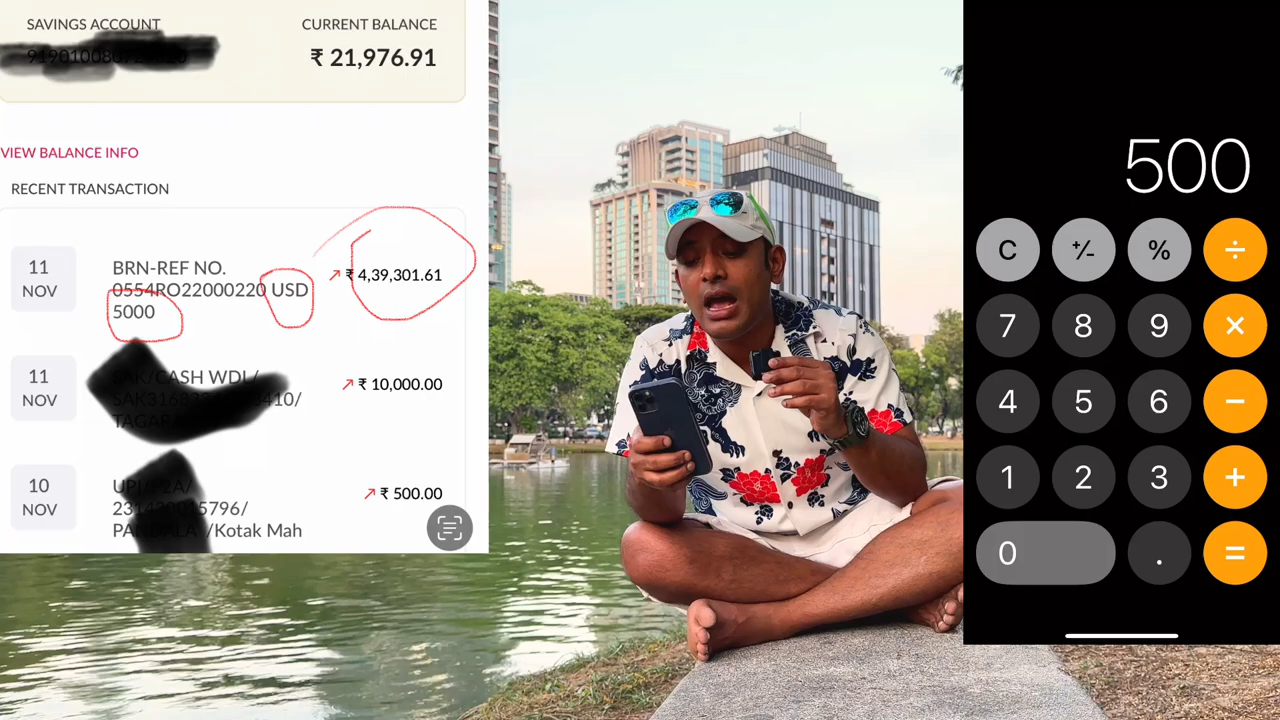 SAVINGS ACCOUNT
CURRENT BALANCE
₹ 21,976.91
VIEW BALANCE INFO
RECENT TRANSACTION
11
NOV
BRN-REF NO.
0554RO22000220 USD
5000
₹ 4,39,301.61
11
NOV
₹ 10,000.00
10
NOV
₹ 500.00
/Kotak Mah
500
C +/- % ÷
7 8 9 ×
4 5 6 −
1 2 3 +
0 . =